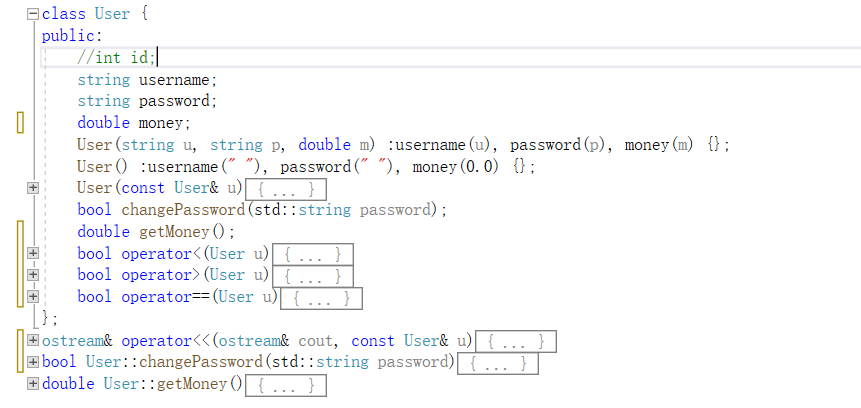 class User {
public:
//int id;
string username;
string password;
double money;
User(string u, string p, double m) :username(u), password(p), money(m) {};
User() :username(" "), password(" "), money(0.0) {};
User(const User& u){ ... }
bool changePassword(std::string password);
double getMoney();
bool operator<(User u){ ... }
bool operator>(User u){ ... }
bool operator==(User u){ ... }
};
ostream& operator<<(ostream& cout, const User& u){ ... }
bool User::changePassword(std::string password){ ... }
double User::getMoney(){ ... }